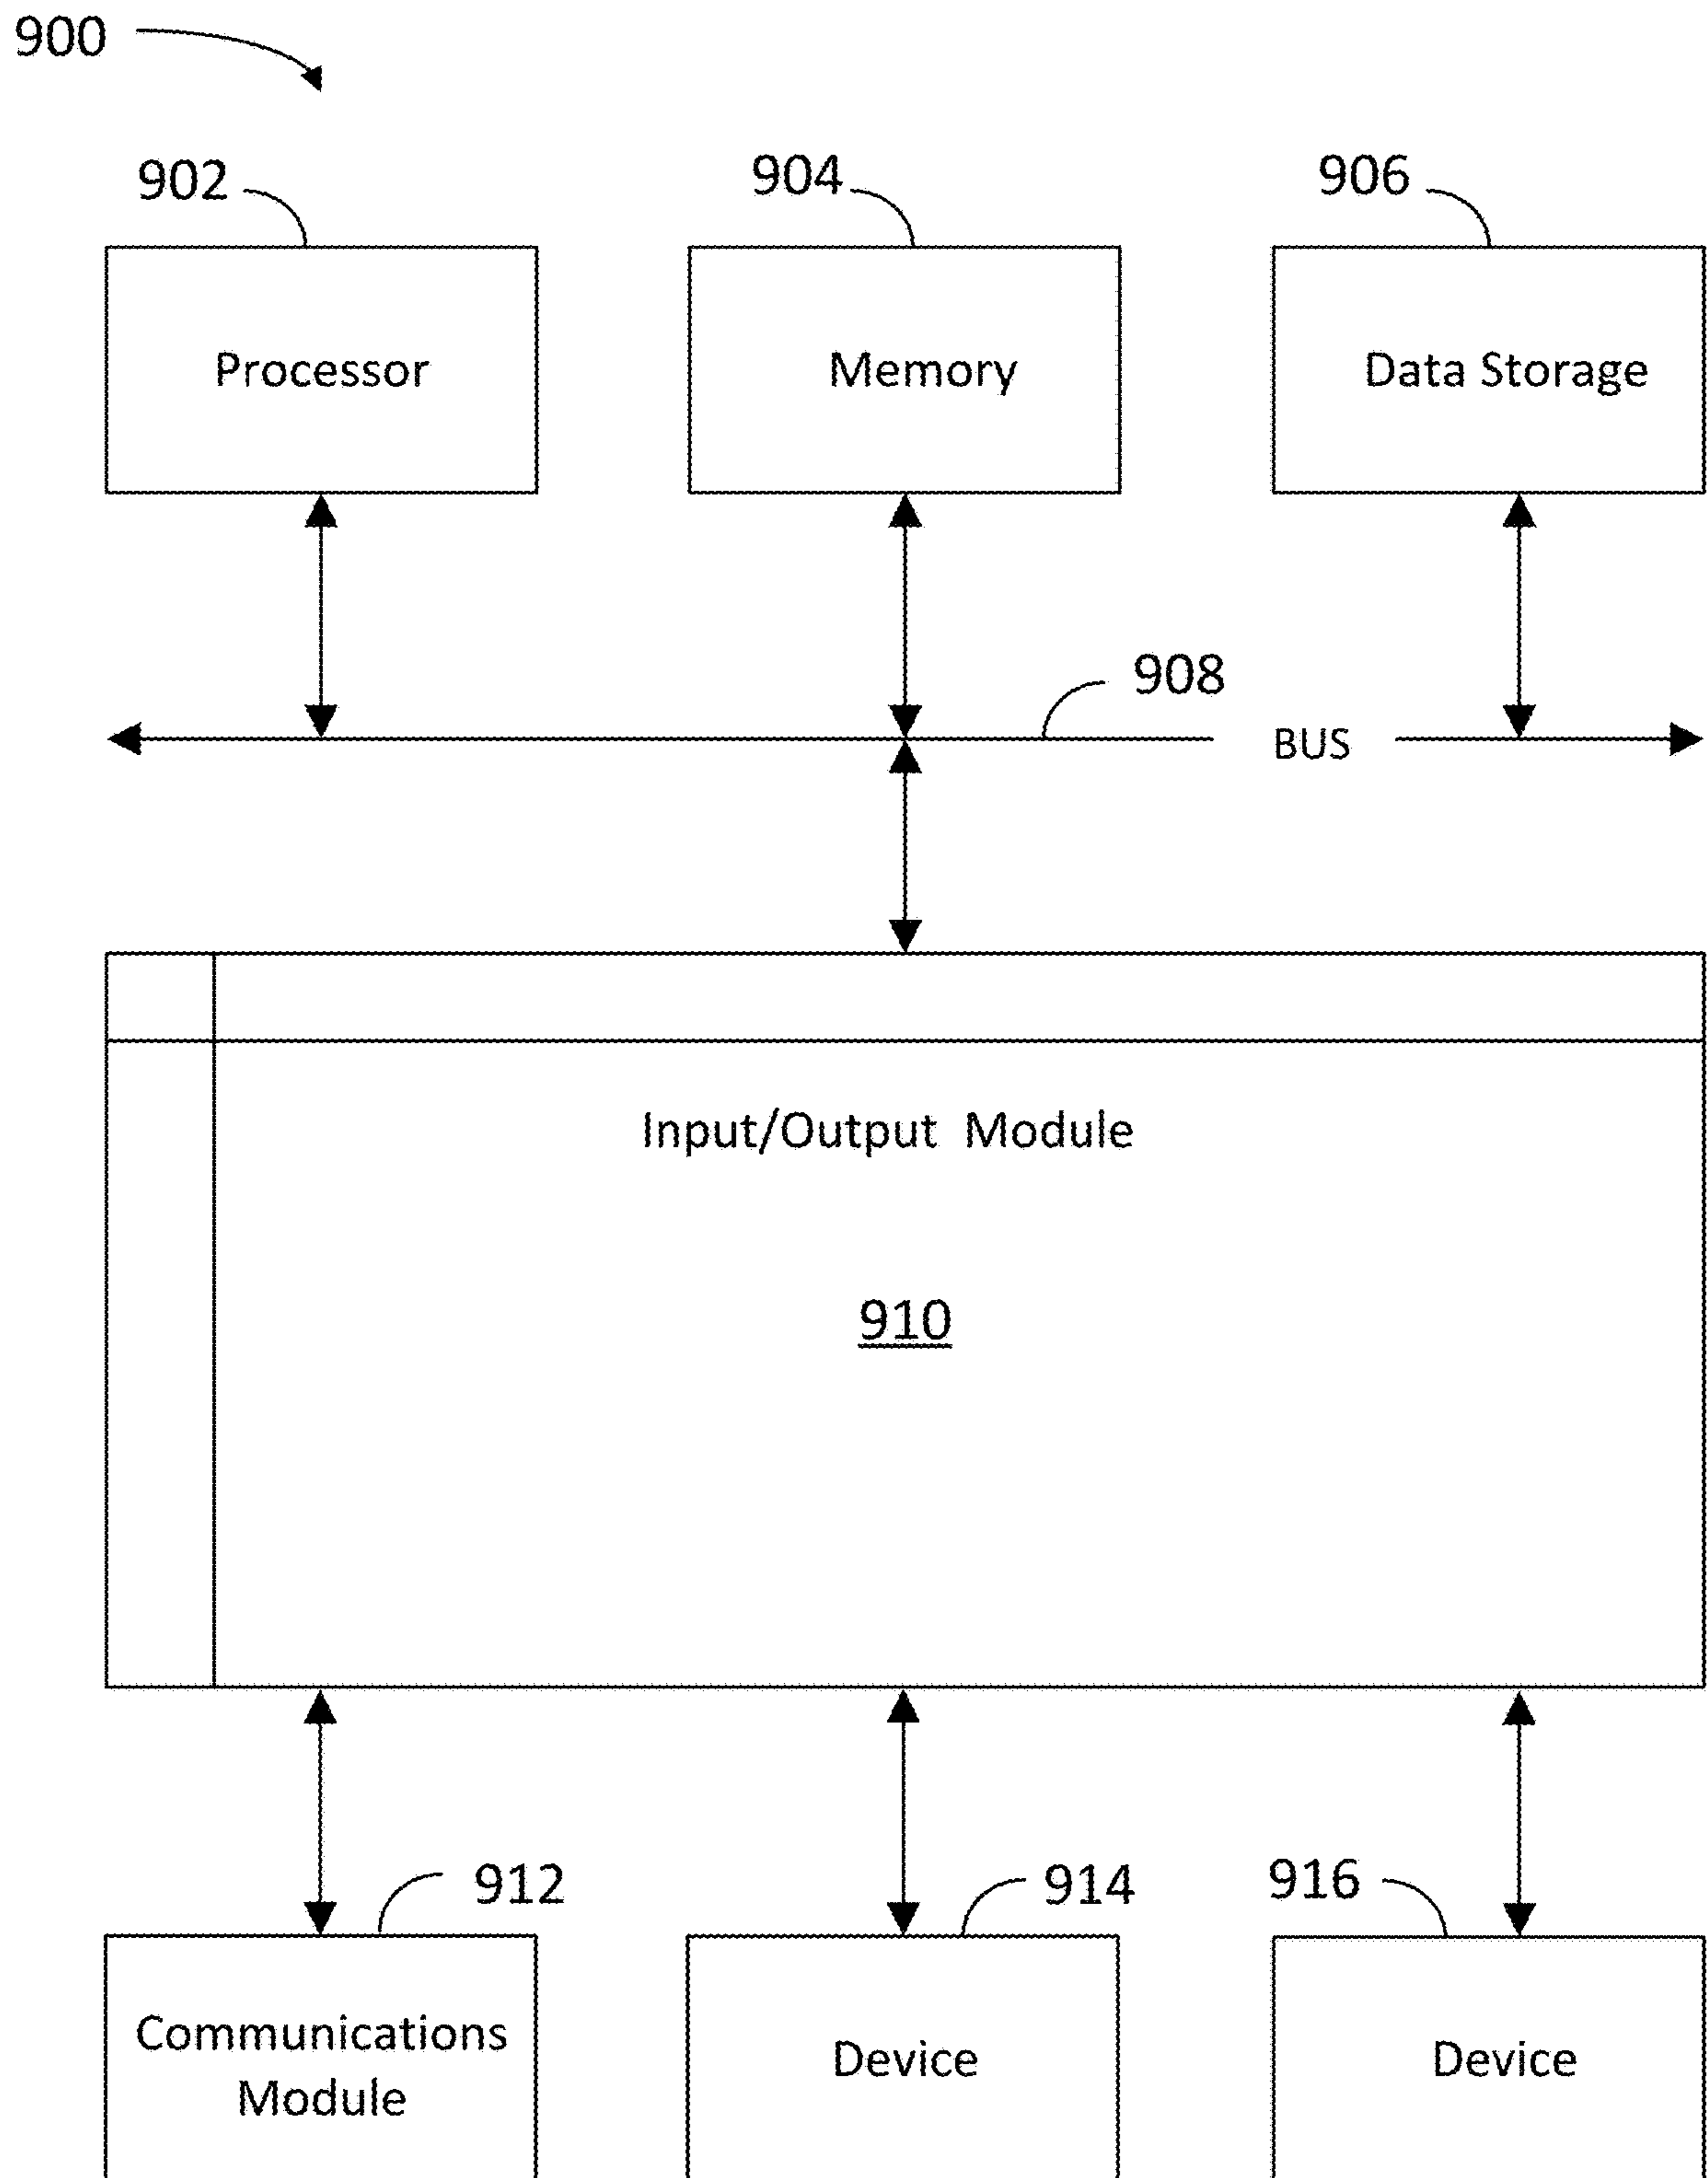 900
902
904
906
Processor
Memory
Data Storage
908
BUS
Input/Output Module
910
912
914
916
Communications
Module
Device
Device